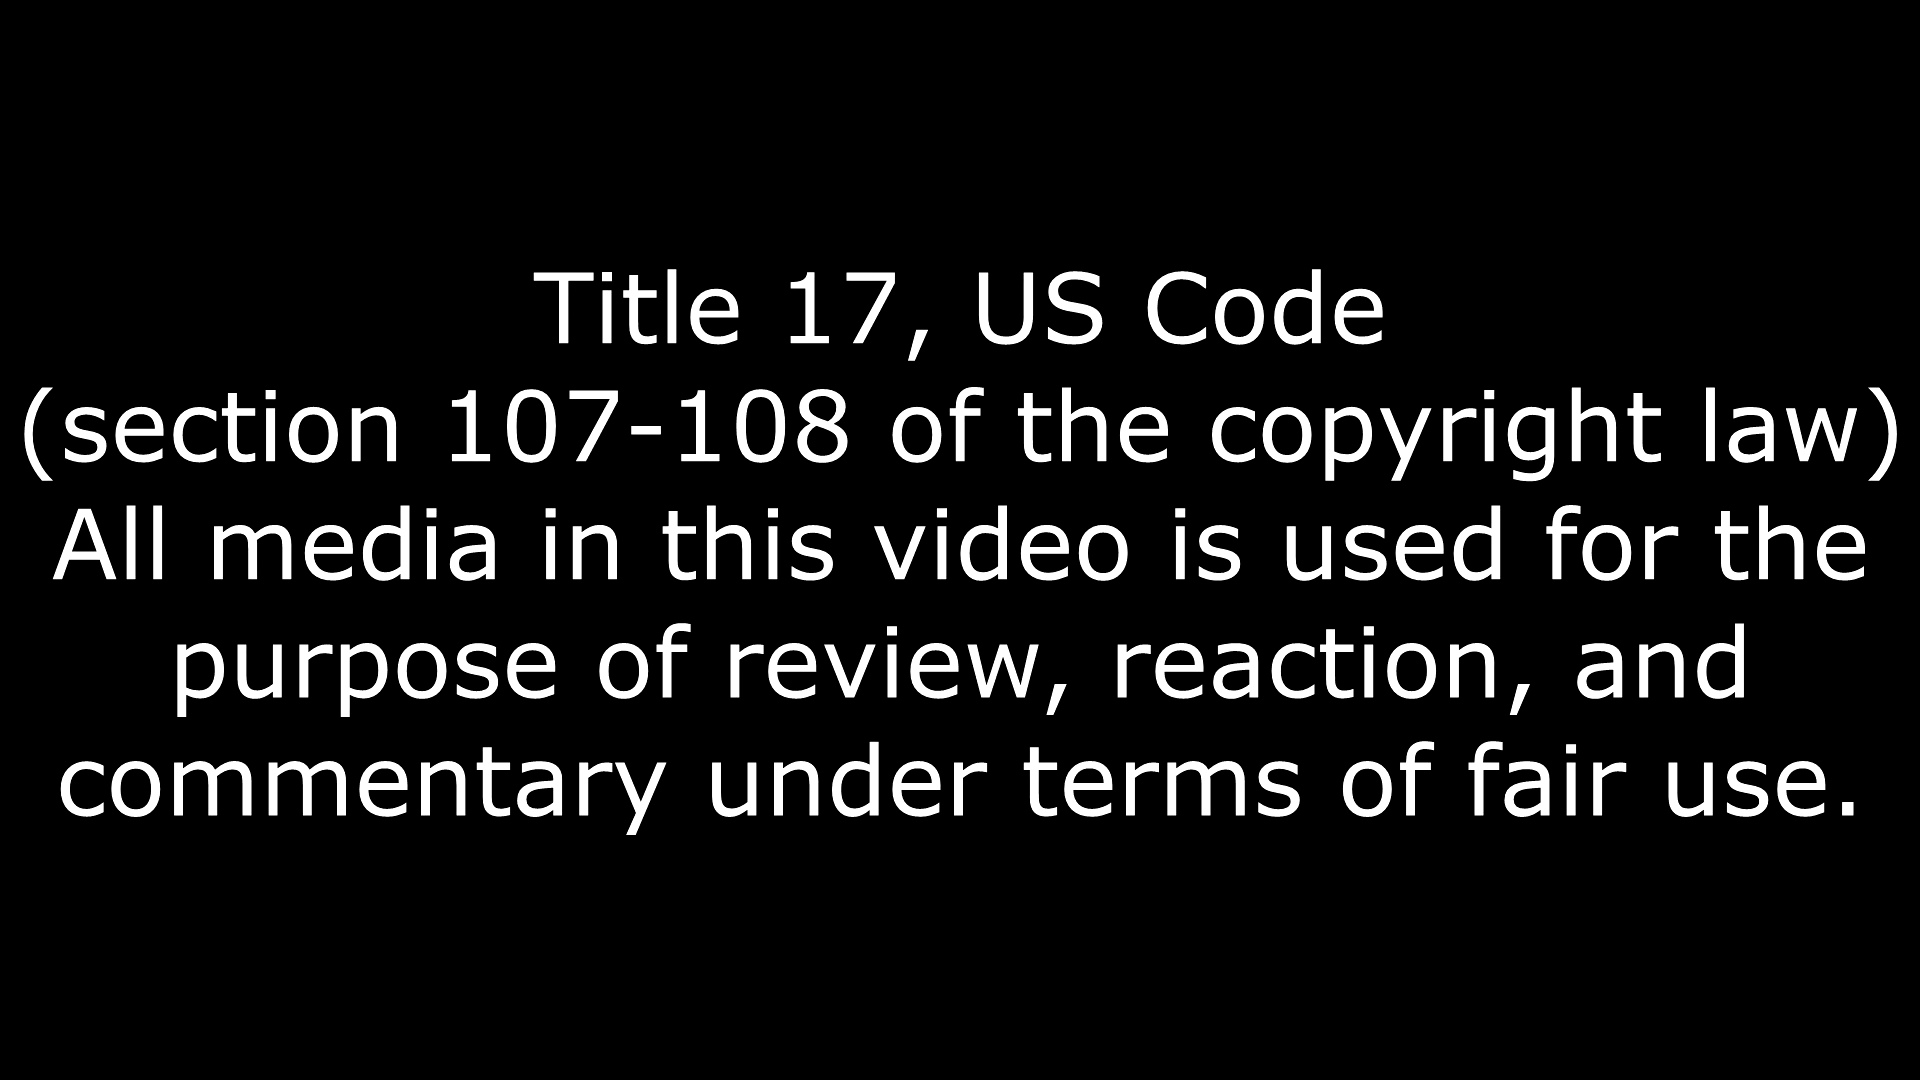 Title 17, US Code
(section 107-108 of the copyright law)
All media in this video is used for the
purpose of review, reaction, and
commentary under terms of fair use.